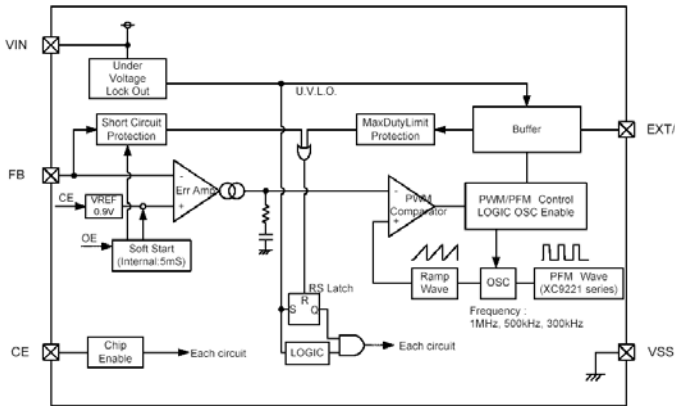 VIN
Under
Voltage
Lock Out
U.V.L.O.
Short Circuit
Protection
MaxDutyLimit
Protection
Buffer
EXT/
FB
CE
VREF
0.9V
-
+
Err Amp
OE
Soft Start
(Internal:5mS)
-
+
PWM
Comparator
PWM/PFM Control
LOGIC OSC Enable
Ramp
Wave
OSC
PFM Wave
(XC9221 series)
Frequency :
1MHz, 500kHz, 300kHz
RS Latch
R
S Q
LOGIC
Each circuit
CE
Chip
Enable
Each circuit
VSS